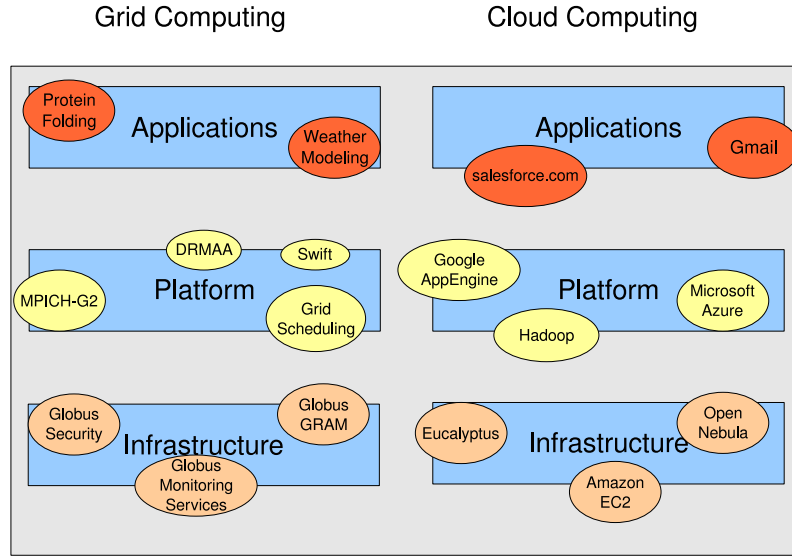 Grid Computing
Cloud Computing
Protein
Folding
Applications
Weather
Modeling
Applications
Gmail
salesforce.com
DRMAA
Swift
MPICH-G2
Platform
Grid
Scheduling
Google
AppEngine
Platform
Microsoft
Azure
Hadoop
Globus
Security
Globus
GRAM
Infrastructure
Globus
Monitoring
Services
Eucalyptus
Open
Nebula
Infrastructure
Amazon
EC2